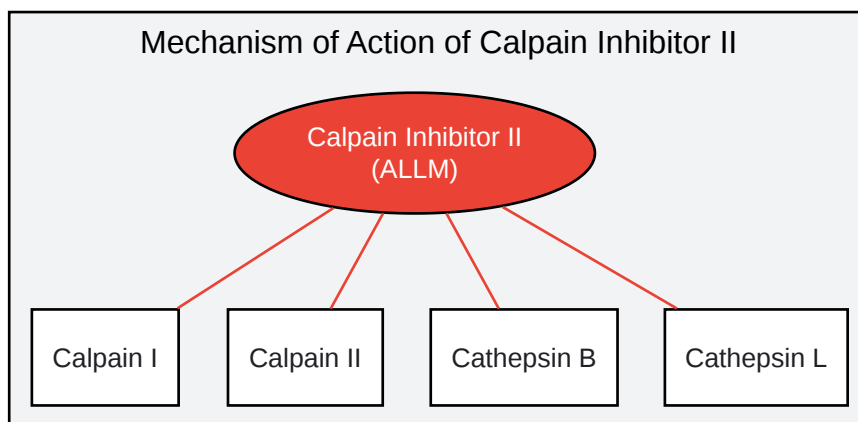 Mechanism of Action of Calpain Inhibitor II
Calpain Inhibitor II
(ALLM)
Calpain I
Calpain II
Cathepsin B
Cathepsin L